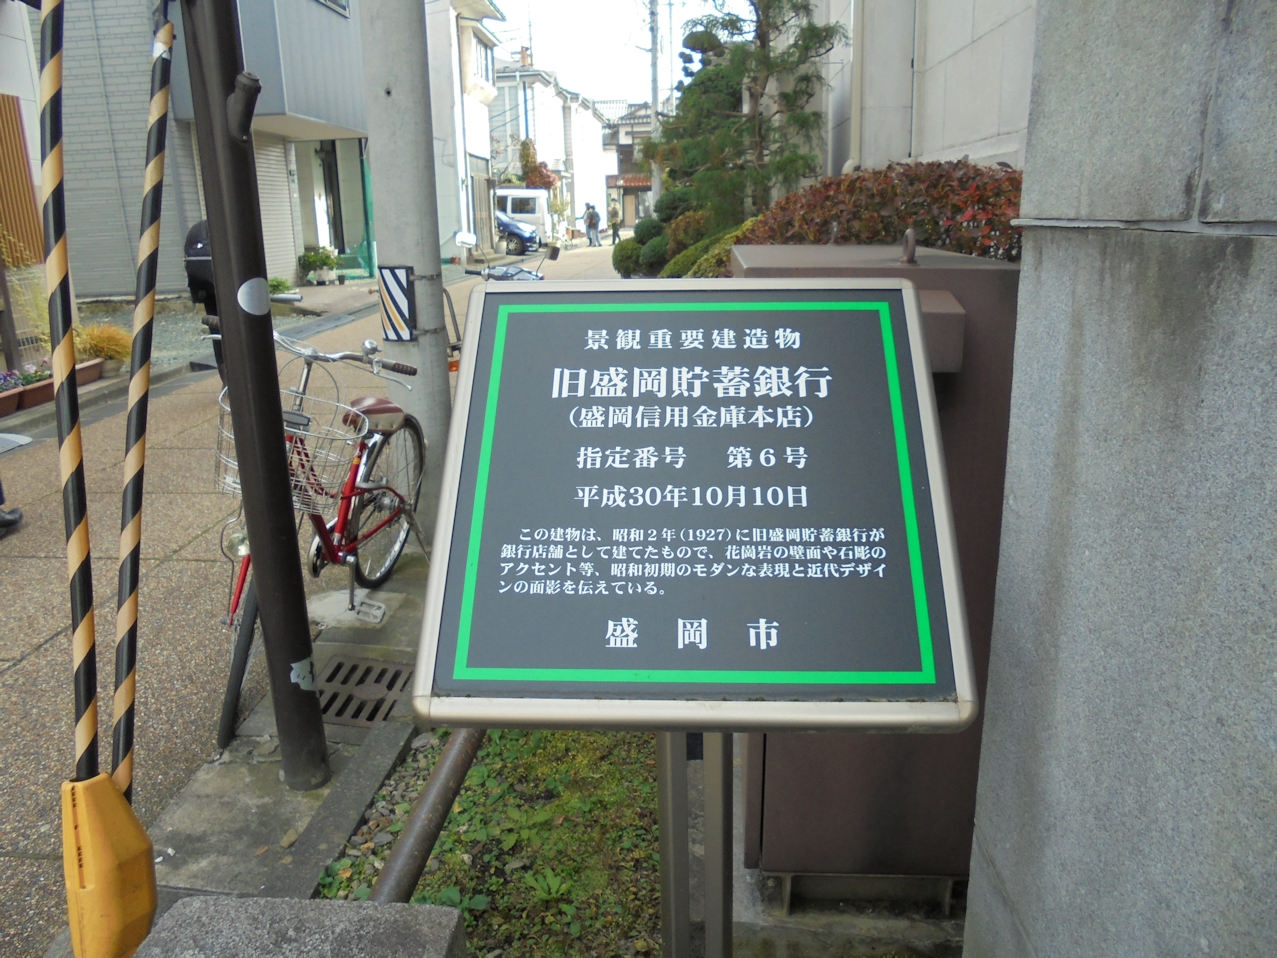 景観重要建造物
旧盛岡貯蓄銀行
(盛岡信用金庫本店)
指定番号　第6号
平成30年10月10日
この建物は、昭和2年(1927)に旧盛岡貯蓄銀行が
銀行店舗として建てたもので、花崗岩の壁面や石彫の
アクセント等、昭和初期のモダンな表現と近代デザイ
ンの面影を伝えている。
盛　岡　市